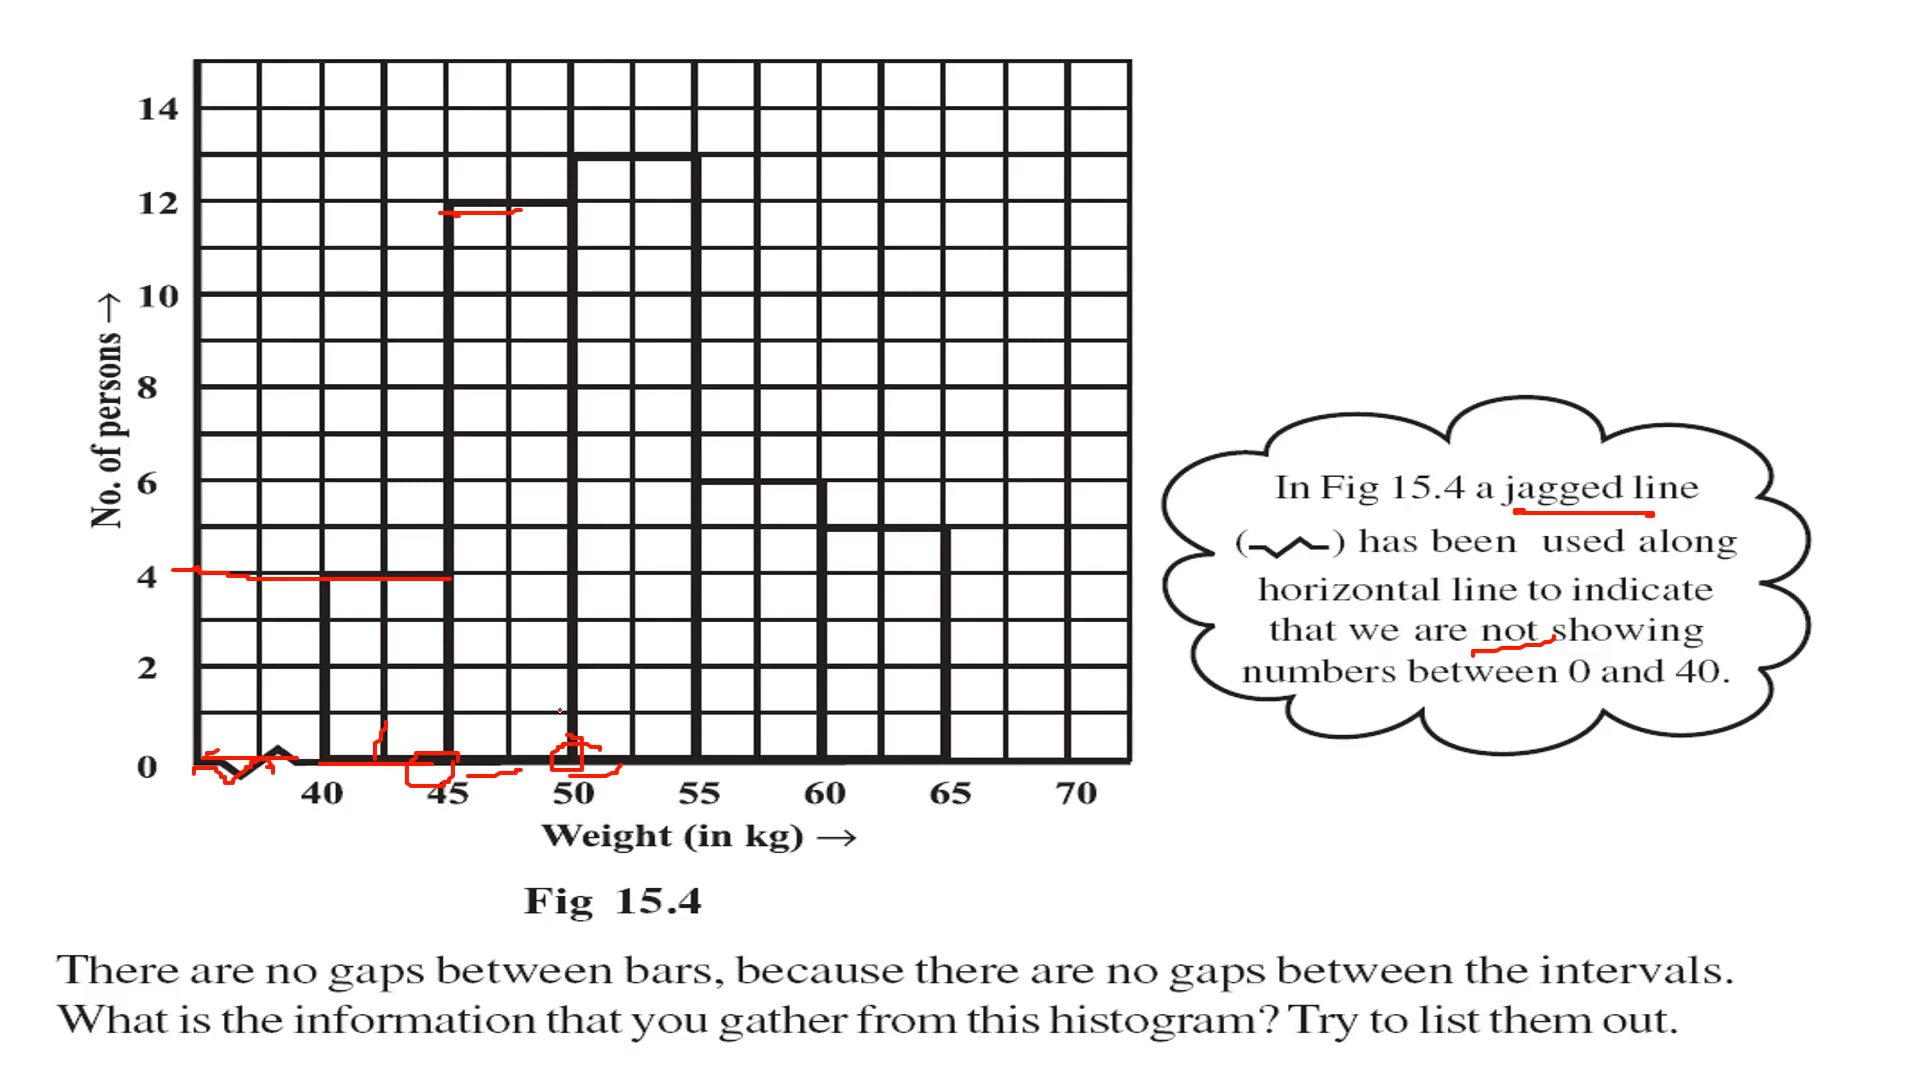 14
12
10
8
6
4
2
0
No. of persons →
40 45 50 55 60 65 70
Weight (in kg) →
Fig 15.4
In Fig 15.4 a jagged line
( ) has been used along
horizontal line to indicate
that we are not showing
numbers between 0 and 40.
There are no gaps between bars, because there are no gaps between the intervals.
What is the information that you gather from this histogram? Try to list them out.